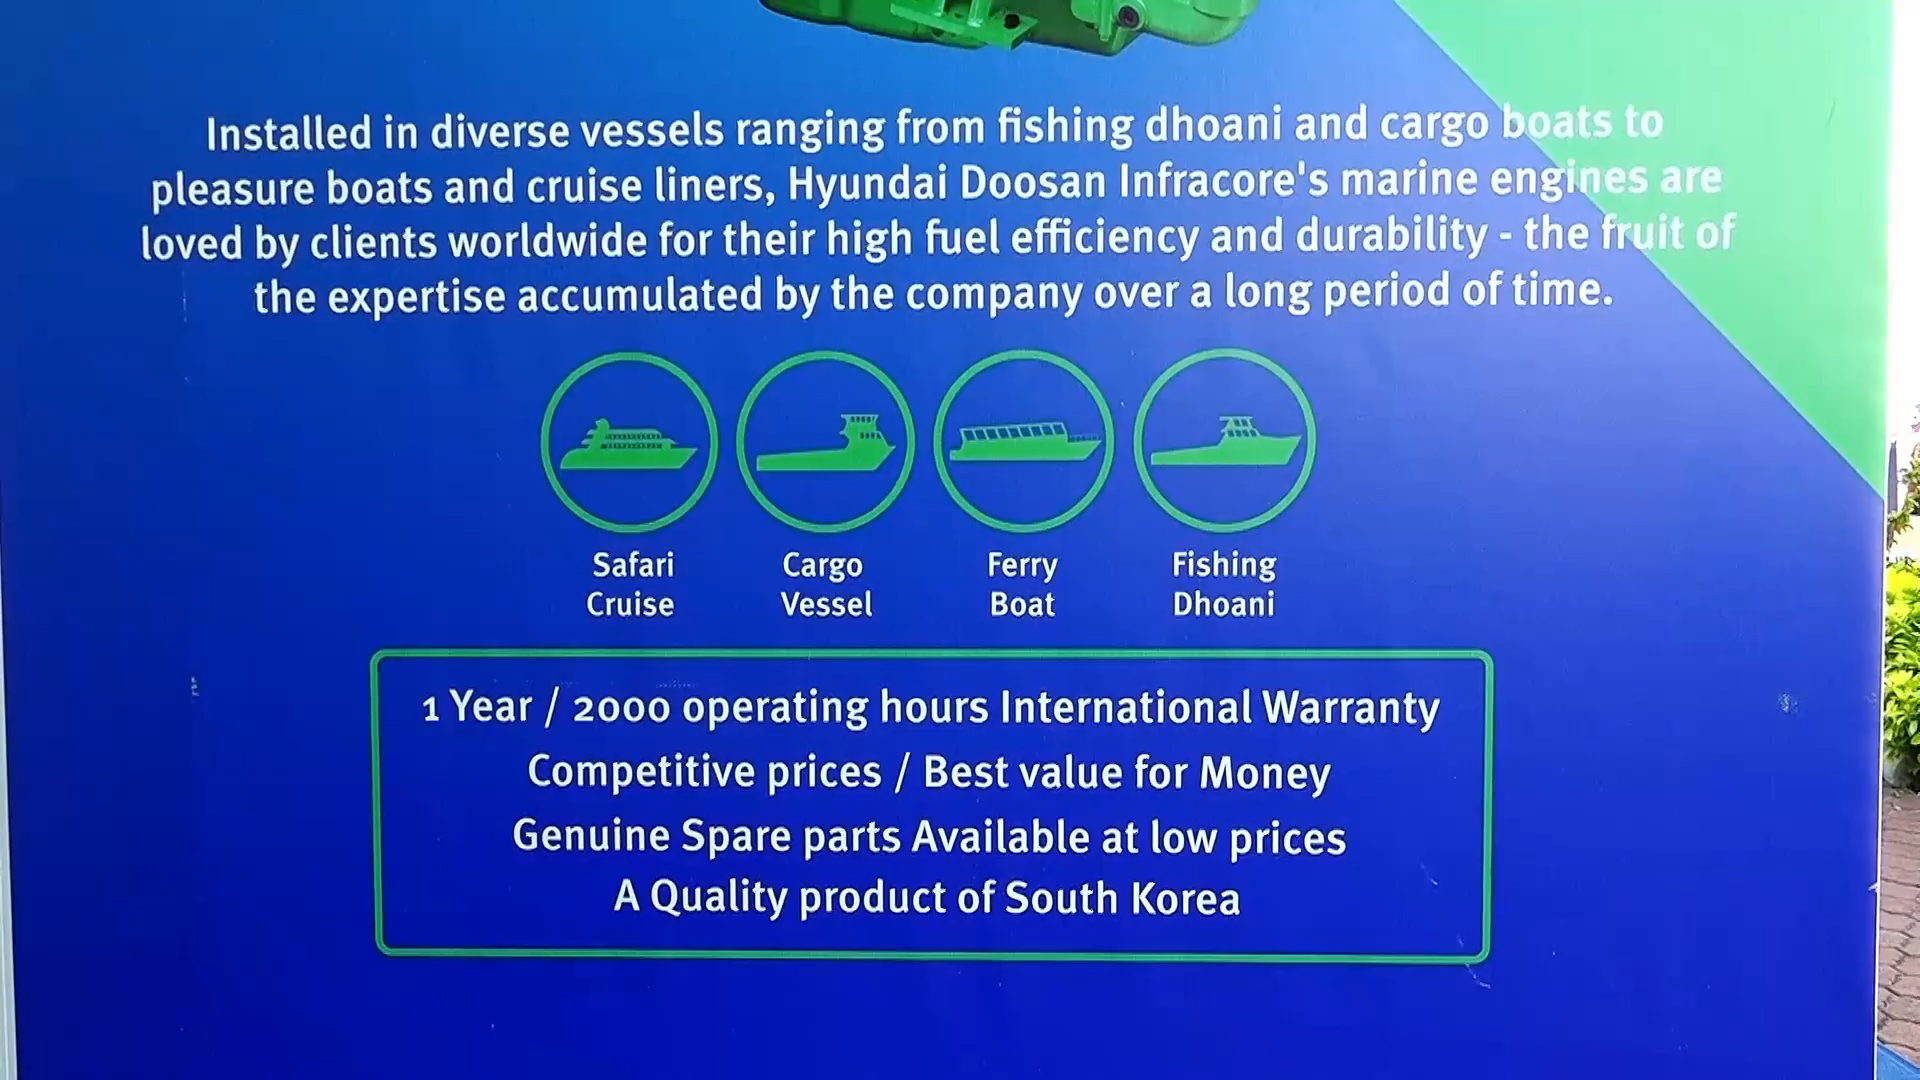 Installed in diverse vessels ranging from fishing dhoani and cargo boats to
pleasure boats and cruise liners, Hyundai Doosan Infracore's marine engines are
loved by clients worldwide for their high fuel efficiency and durability - the fruit of
the expertise accumulated by the company over a long period of time.
Safari
Cruise
Cargo
Vessel
Ferry
Boat
Fishing
Dhoani
1 Year / 2000 operating hours International Warranty
Competitive prices / Best value for Money
Genuine Spare parts Available at low prices
A Quality product of South Korea